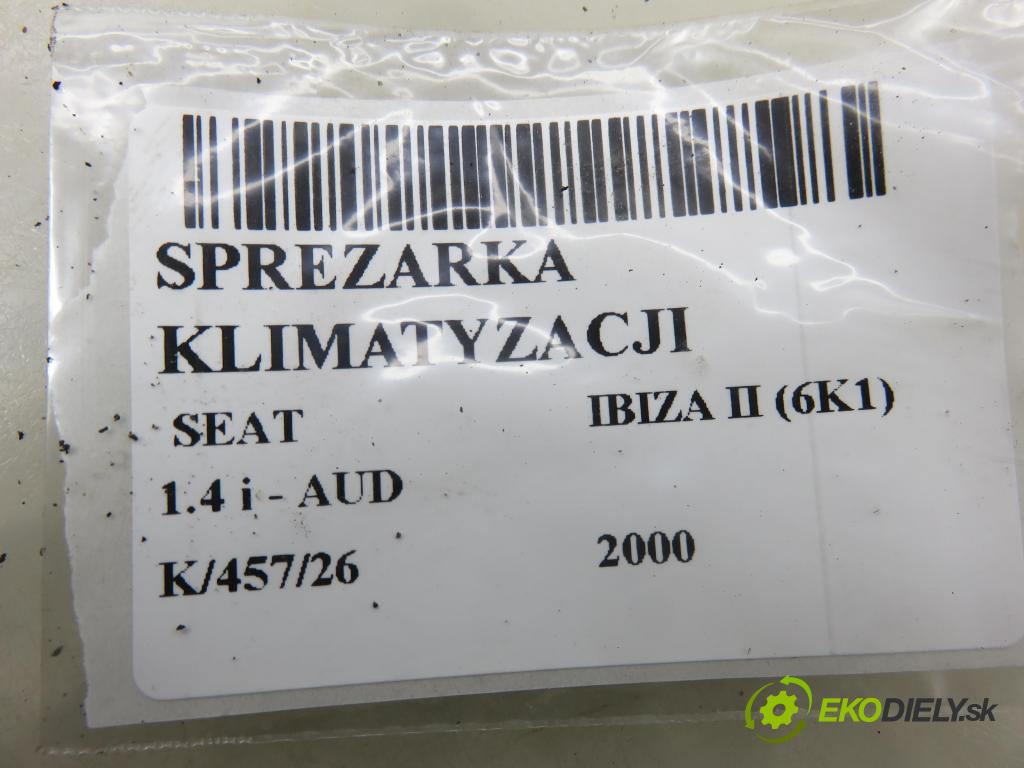 SPREZARKA
KLIMATYZACJI
SEAT IBIZA II (6K1)
1.4 i - AUD
K/457/26 2000
EKODIELY.sk